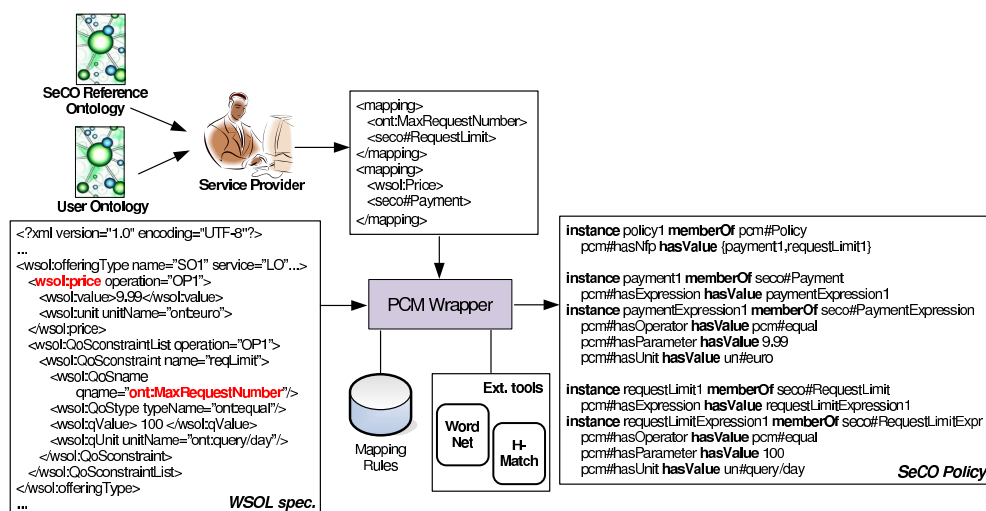 SeCO Reference
Ontology
User Ontology
Service Provider
<mapping>
<ont:MaxRequestNumber>
<seco#RequestLimit>
</mapping>
<mapping>
<wsol:Price>
<seco#Payment>
</mapping>
<?xml version="1.0" encoding="UTF-8"?>
...
<wsol:offeringType name="SO1" service="LO"...>
<wsol:price operation="OP1">
<wsol:value>9.99</wsol:value>
<wsol:unit unitName="ont:euro">
</wsol:price>
<wsol:QoSconstraintList operation="OP1">
<wsol:QoSconstraint name="reqLimit">
<wsol:QoSname
qname="ont:MaxRequestNumber"/>
<wsol:QoStype typeName="ont:equal"/>
<wsol:qValue> 100 </wsol:qValue>
<wsol:qUnit unitName="ont:query/day"/>
</wsol:QoSconstraint>
</wsol:QoSconstraintList>
</wsol:offeringType>
...
WSOL spec.
PCM Wrapper
Mapping
Rules
Ext. tools
Word
Net
H-
Match
instance policy1 memberOf pcm#Policy
pcm#hasNfp hasValue {payment1,requestLimit1}
instance payment1 memberOf seco#Payment
pcm#hasExpression hasValue paymentExpression1
instance paymentExpression1 memberOf seco#PaymentExpression
pcm#hasOperator hasValue pcm#equal
pcm#hasParameter hasValue 9.99
pcm#hasUnit hasValue un#euro
instance requestLimit1 memberOf seco#RequestLimit
pcm#hasExpression hasValue requestLimitExpression1
instance requestLimitExpression1 memberOf seco#RequestLimitExpr
pcm#hasOperator hasValue pcm#equal
pcm#hasParameter hasValue 100
pcm#hasUnit hasValue un#query/day
SeCO Policy